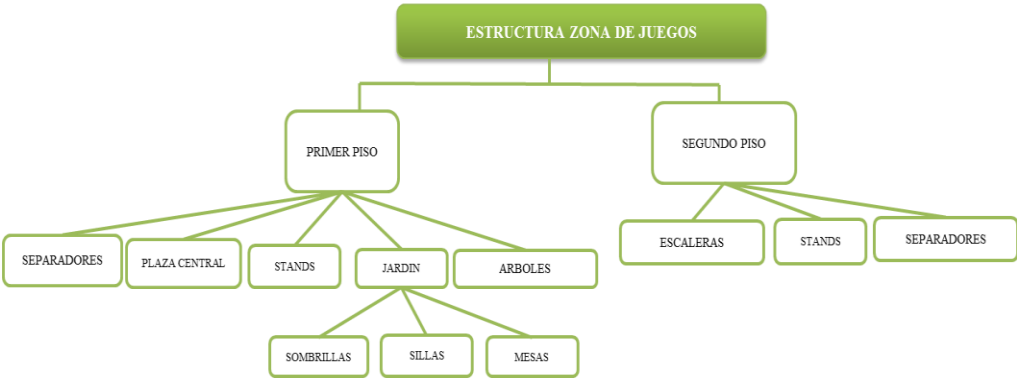 ESTRUCTURA ZONA DE JUEGOS
PRIMER PISO
SEGUNDO PISO
SEPARADORES
PLAZA CENTRAL
STANDS
JARDIN
ARBOLES
ESCALERAS
STANDS
SEPARADORES
SOMBRILLAS
SILLAS
MESAS